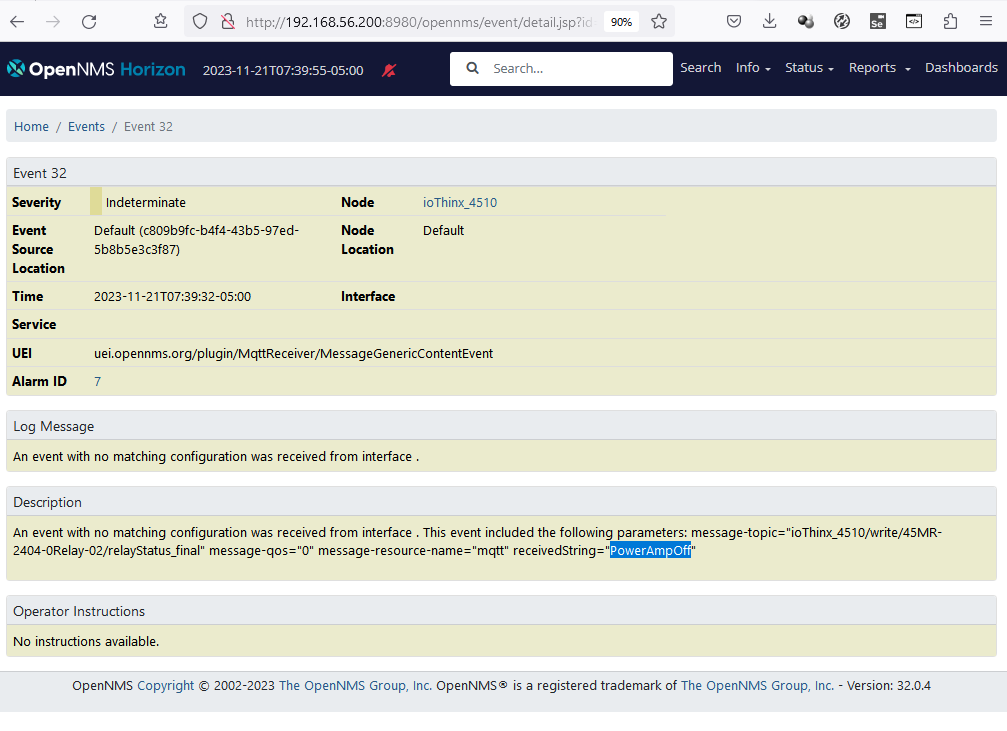 http://192.168.56.200:8980/opennms/event/detail.jsp?id
90%
Se
OpenNMS Horizon
2023-11-21T07:39:55-05:00
Search...
Search
Info
Status
Reports
Dashboards
Home / Events / Event 32
Event 32
Severity
Indeterminate
Node
ioThinx_4510
Event
Source
Location
Default (c809b9fc-b4f4-43b5-97ed-
5b8b5e3c3f87)
Node
Location
Default
Time
2023-11-21T07:39:32-05:00
Interface
Service
UEI
uei.opennms.org/plugin/MqttReceiver/MessageGenericContentEvent
Alarm ID
7
Log Message
An event with no matching configuration was received from interface .
Description
An event with no matching configuration was received from interface . This event included the following parameters: message-topic="ioThinx_4510/write/45MR-
2404-0Relay-02/relayStatus_final" message-qos="0" message-resource-name="mqtt" receivedString="PowerAmpOff"
Operator Instructions
No instructions available.
OpenNMS Copyright © 2002-2023 The OpenNMS Group, Inc. OpenNMS® is a registered trademark of The OpenNMS Group, Inc. - Version: 32.0.4